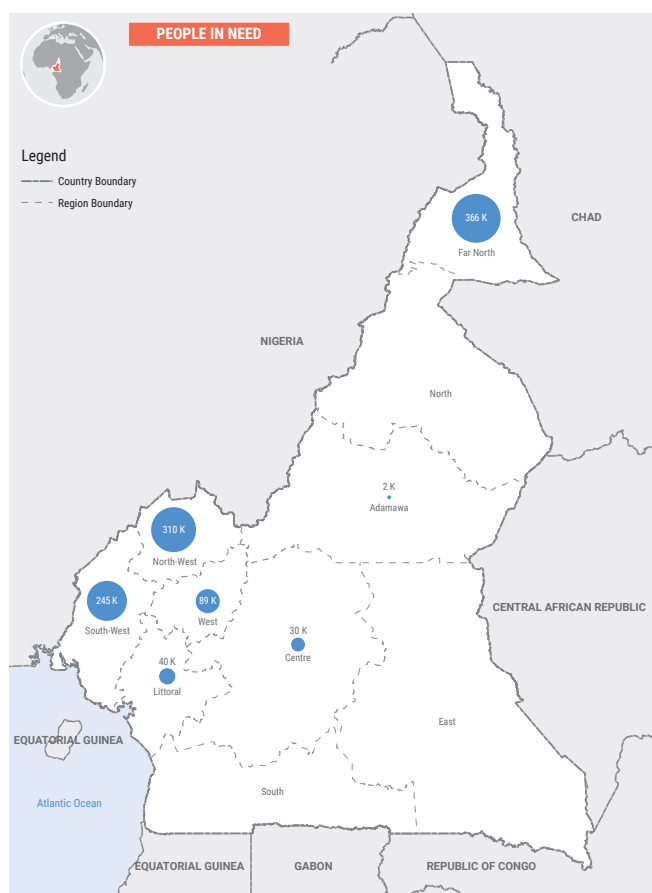 PEOPLE IN NEED
Legend
Country Boundary
Region Boundary
366 K
Far North
CHAD
NIGERIA
North
2 K
Adamawa
310 K
North-West
245 K
South-West
89 K
West
CENTRAL AFRICAN REPUBLIC
30 K
Centre
40 K
Littoral
East
EQUATORIAL GUINEA
South
Atlantic Ocean
EQUATORIAL GUINEA
GABON
REPUBLIC OF CONGO